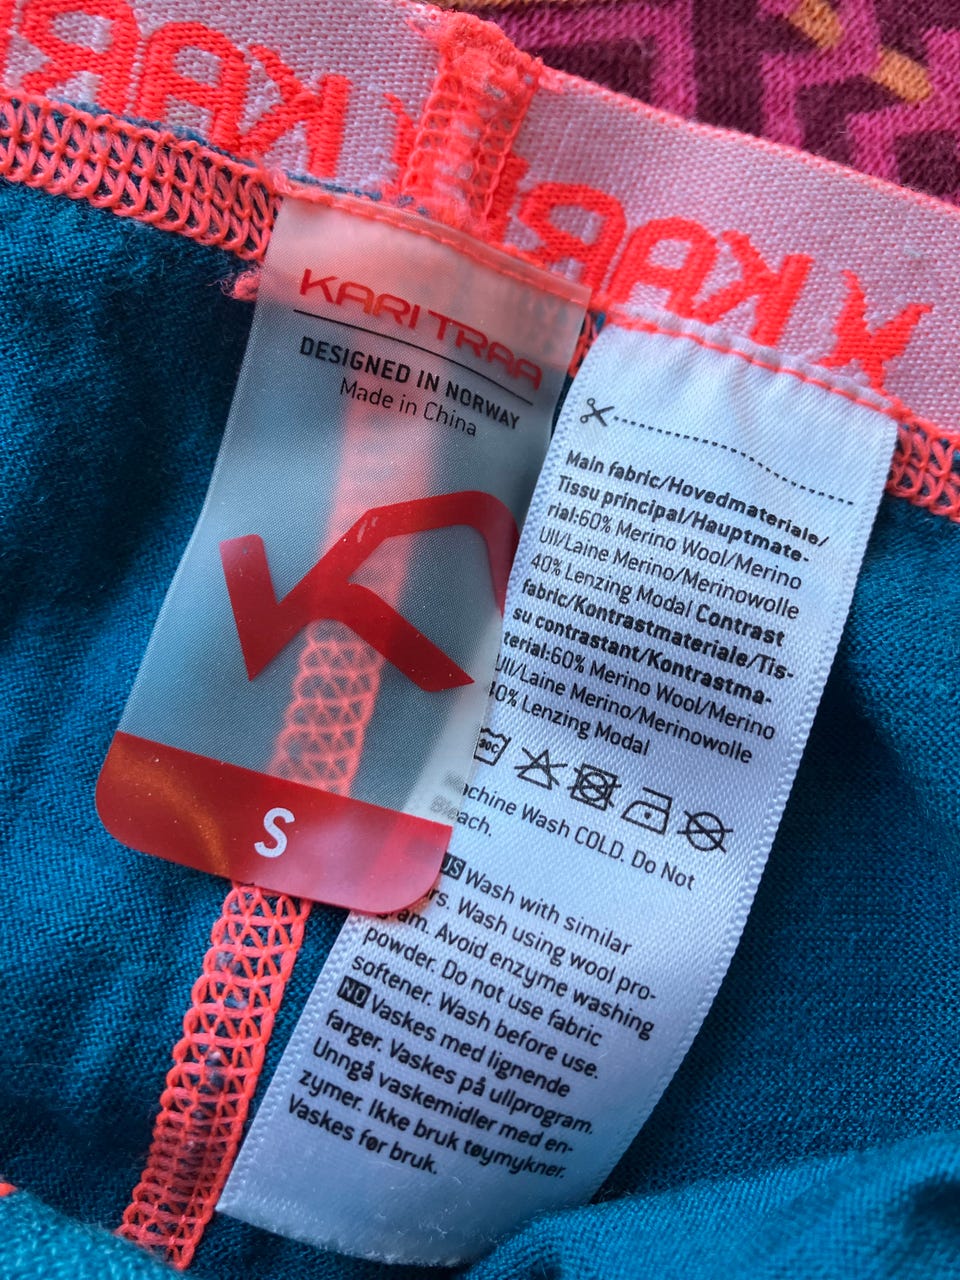 KARI TRAA
DESIGNED IN NORWAY
Made in China
S
Main fabric/Hovedmateriale/
Tissu principal/Hauptmate-
rial:60% Merino Wool/Merino
Ull/Laine Merino/Merinowolle
40% Lenzing Modal Contrast
fabric/Kontrastmateriale/Tis-
su contrastant/Kontrastma-
terial:60% Merino Wool/Merino
Ull/Laine Merino/Merinowolle
40% Lenzing Modal
30C
Machine Wash COLD. Do Not
Bleach.
US Wash with similar
Wash using wool pro-
gram. Avoid enzyme washing
powder. Do not use fabric
softener. Wash before use.
NO Vaskes med lignende
farger. Vaskes på ullprogram.
Unngå vaskemidler med en-
zymer. Ikke bruk tøymykner.
Vaskes før bruk.